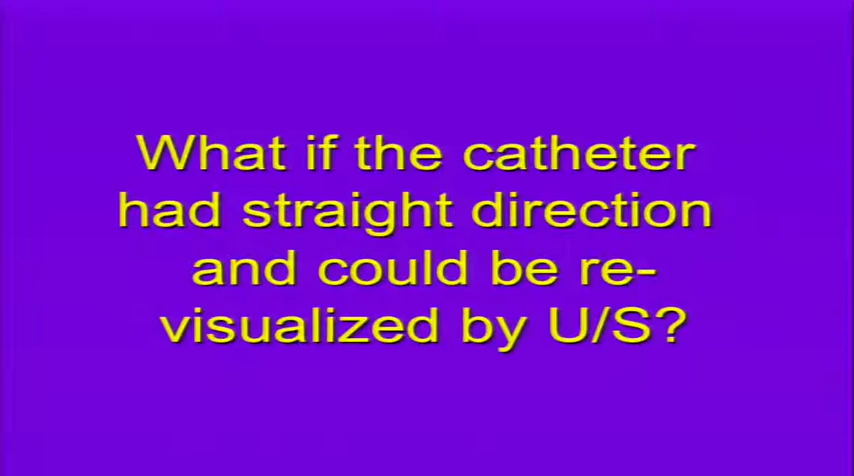 What if the catheter
had straight direction
and could be re-
visualized by U/S?